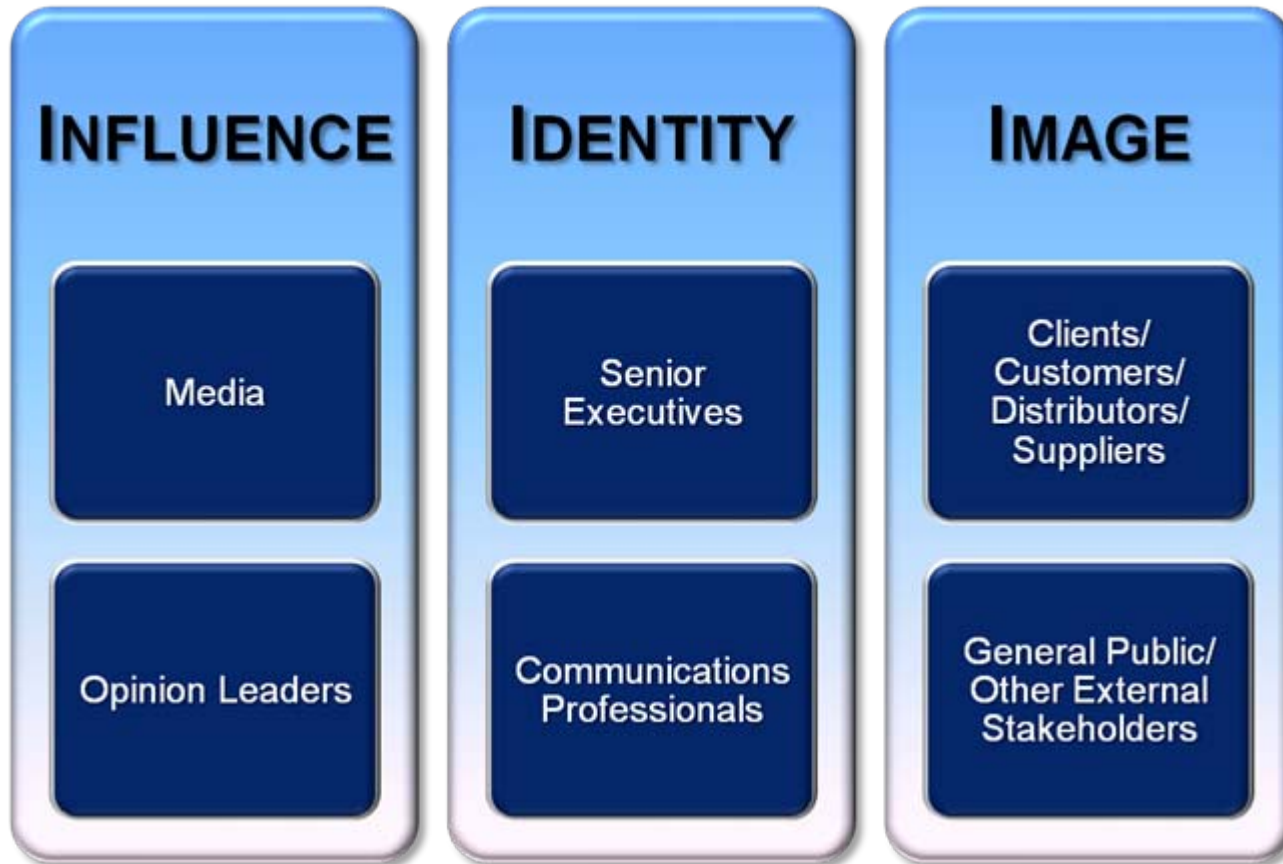 INFLUENCE
Media
Opinion Leaders
IDENTITY
Senior
Executives
Communications
Professionals
IMAGE
Clients/
Customers/
Distributors/
Suppliers
General Public/
Other External
Stakeholders